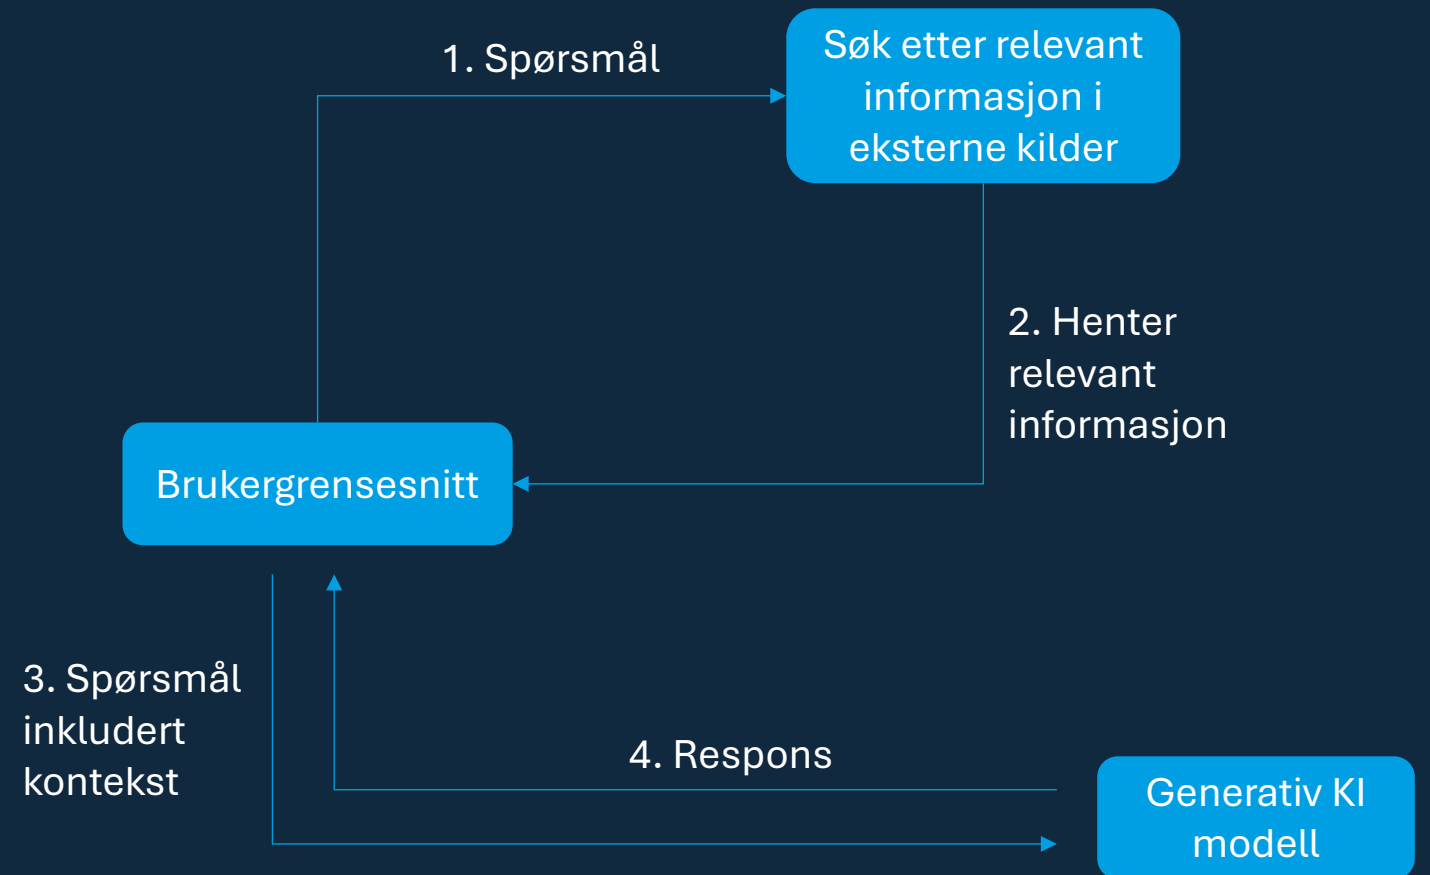 1. Spørsmål
Søk etter relevant
informasjon i
eksterne kilder
2. Henter
relevant
informasjon
Brukergrensesnitt
3. Spørsmål
inkludert
kontekst
4. Respons
Generativ KI
modell